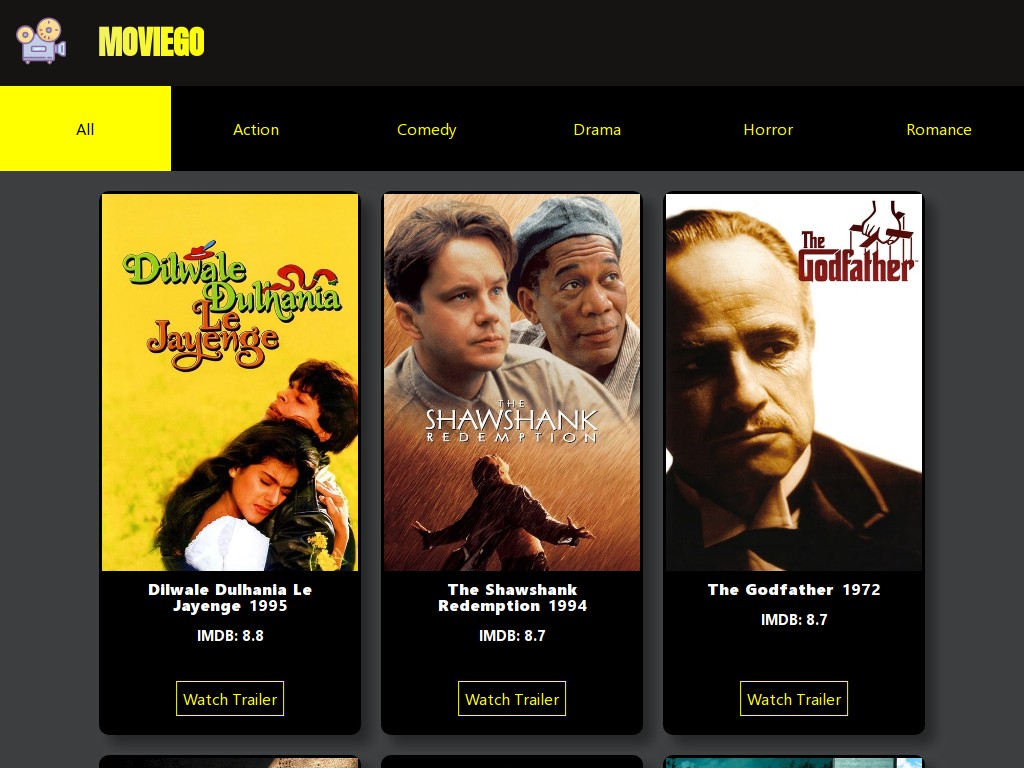 MOVIEGO
All
Action
Comedy
Drama
Horror
Romance
Dilwale
Dulhania
Le
Jayenge
THE
SHAWSHANK
REDEMPTION
The
Godfather
Dilwale Dulhania Le
Jayenge 1995
IMDB: 8.8
Watch Trailer
The Shawshank
Redemption 1994
IMDB: 8.7
Watch Trailer
The Godfather 1972
IMDB: 8.7
Watch Trailer